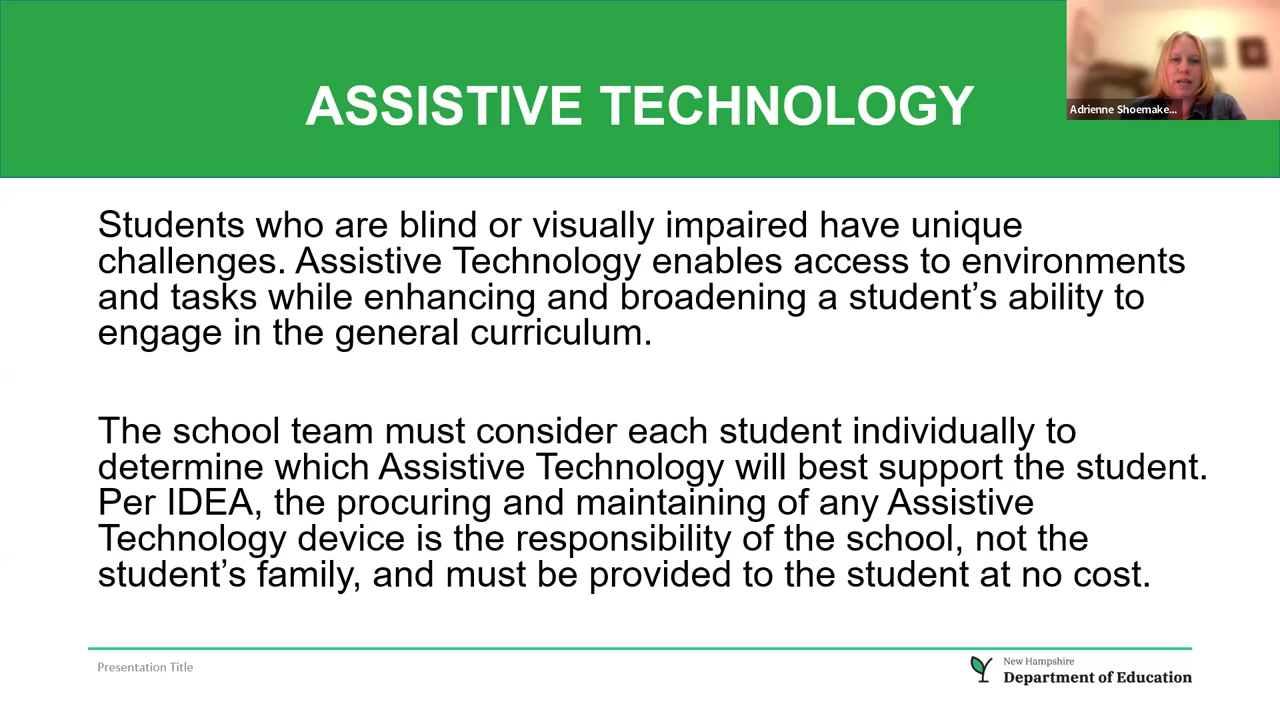 ASSISTIVE TECHNOLOGY
Adrienne Shoemake...
Students who are blind or visually impaired have unique
challenges. Assistive Technology enables access to environments
and tasks while enhancing and broadening a student’s ability to
engage in the general curriculum.
The school team must consider each student individually to
determine which Assistive Technology will best support the student.
Per IDEA, the procuring and maintaining of any Assistive
Technology device is the responsibility of the school, not the
student’s family, and must be provided to the student at no cost.
Presentation Title
New Hampshire
Department of Education